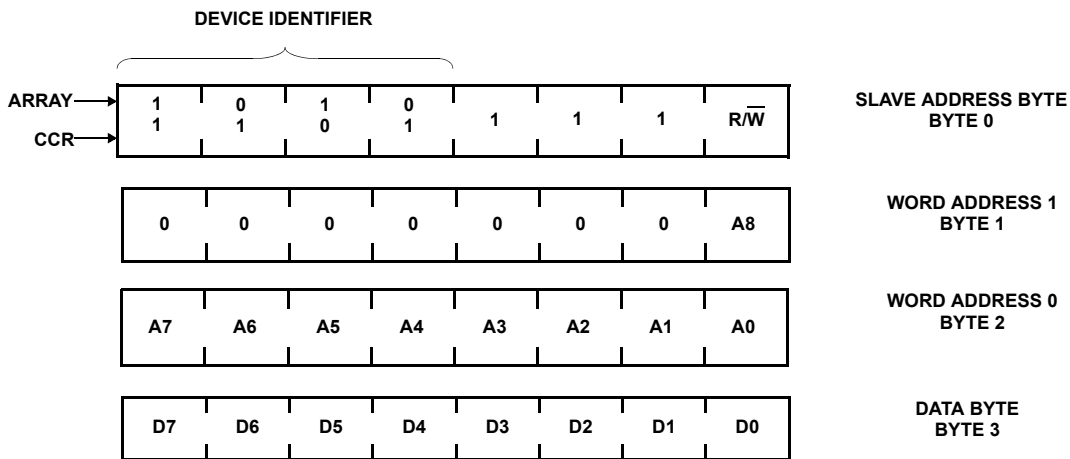 DEVICE IDENTIFIER
ARRAY
CCR
1 0 1 0
1 1 0 1
1 1 1 R/W̅
SLAVE ADDRESS BYTE
BYTE 0
0 0 0 0 0 0 0 A8
WORD ADDRESS 1
BYTE 1
A7 A6 A5 A4 A3 A2 A1 A0
WORD ADDRESS 0
BYTE 2
D7 D6 D5 D4 D3 D2 D1 D0
DATA BYTE
BYTE 3